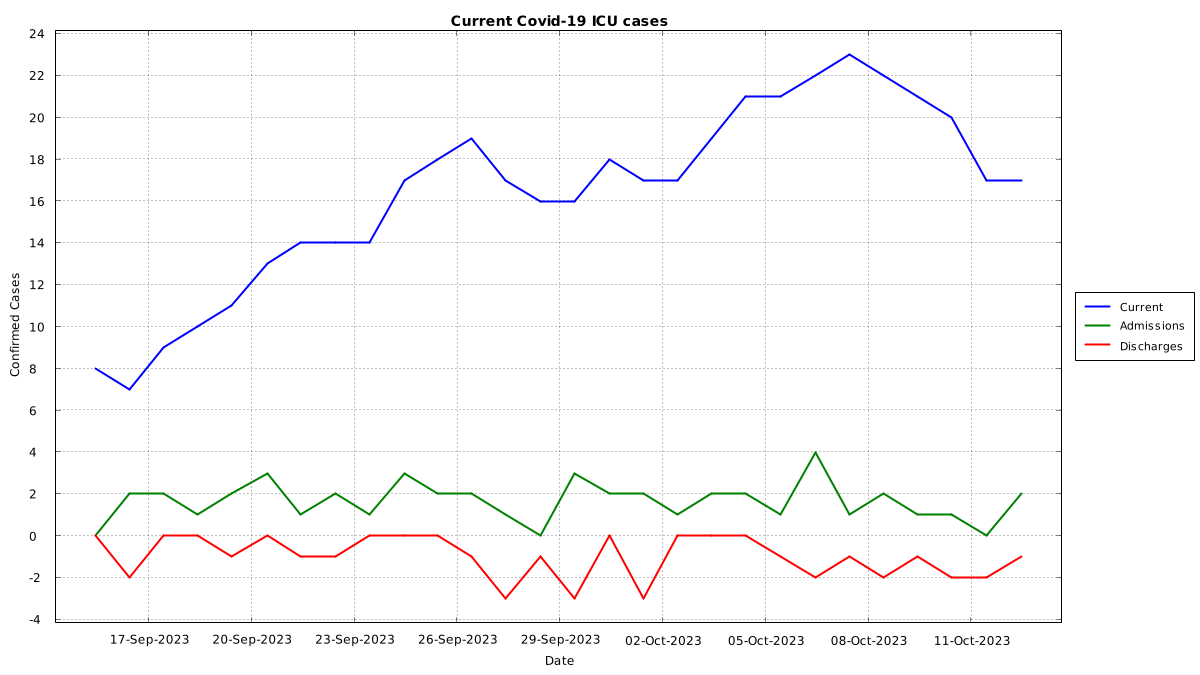 Current Covid-19 ICU cases
24
22
20
18
16
14
12
10
8
6
4
2
0
-2
-4
Confirmed Cases
17-Sep-2023 20-Sep-2023 23-Sep-2023 26-Sep-2023 29-Sep-2023 02-Oct-2023 05-Oct-2023 08-Oct-2023 11-Oct-2023
Date
Current
Admissions
Discharges